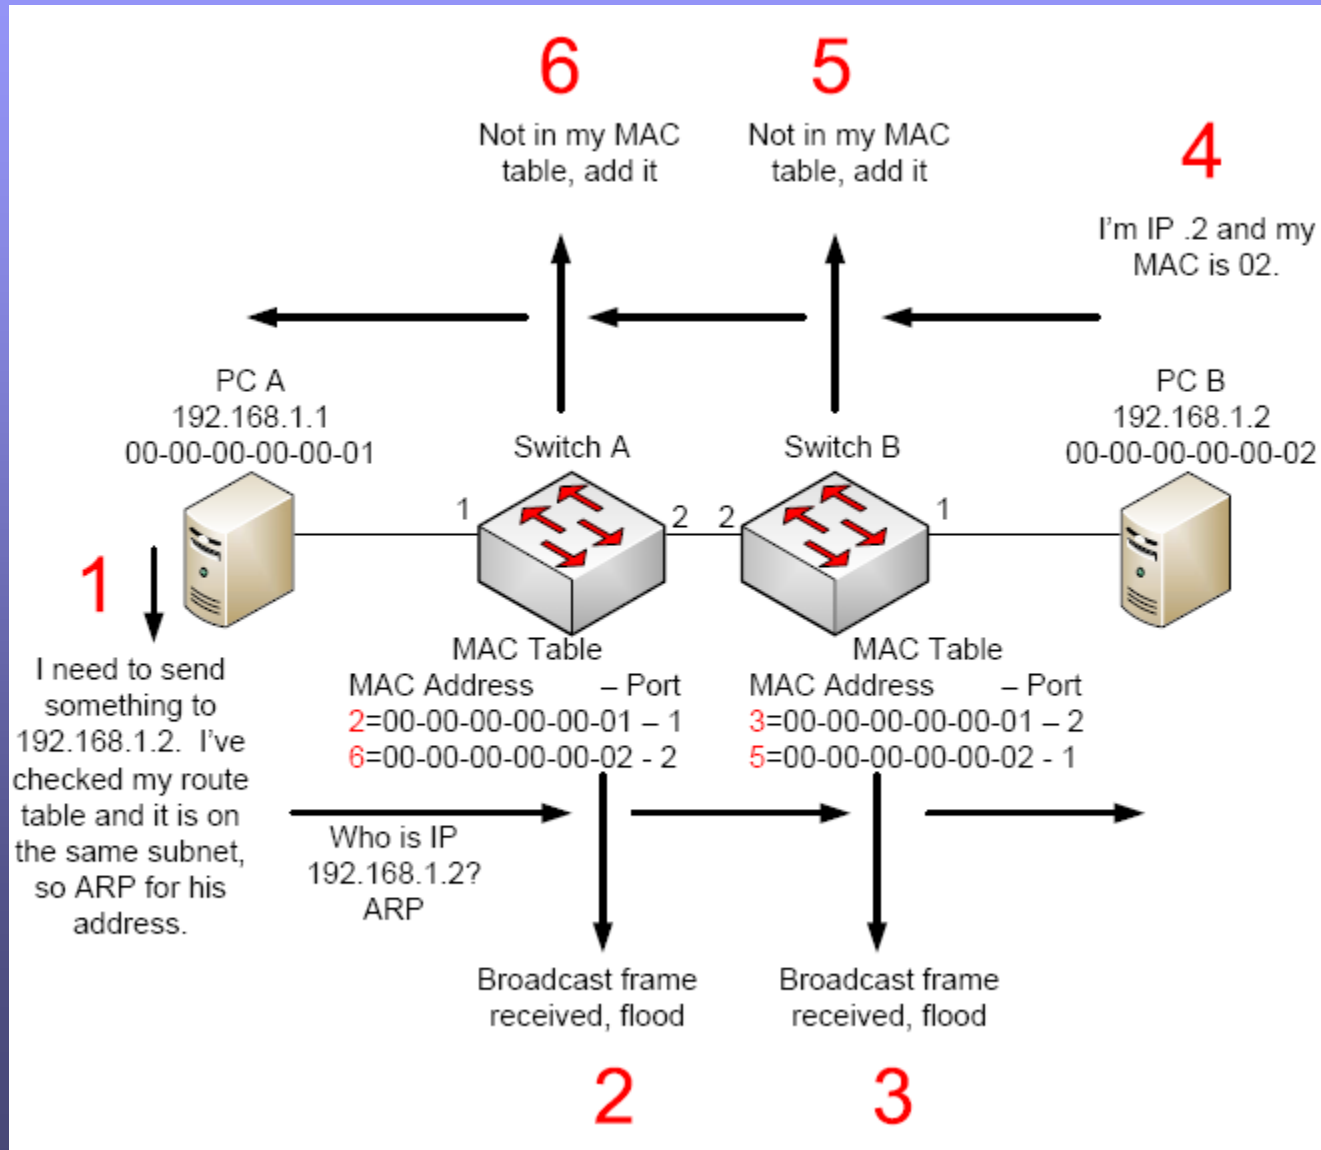 6
Not in my MAC
table, add it
5
Not in my MAC
table, add it
4
I'm IP .2 and my
MAC is 02.
PC A
192.168.1.1
00-00-00-00-00-01
Switch A
Switch B
PC B
192.168.1.2
00-00-00-00-00-02
1
2
2
1
1
I need to send
something to
192.168.1.2. I've
checked my route
table and it is on
the same subnet,
so ARP for his
address.
MAC Table
MAC Address – Port
2=00-00-00-00-00-01 – 1
6=00-00-00-00-00-02 - 2
MAC Table
MAC Address – Port
3=00-00-00-00-00-01 – 2
5=00-00-00-00-00-02 - 1
Who is IP
192.168.1.2?
ARP
Broadcast frame
received, flood
2
Broadcast frame
received, flood
3